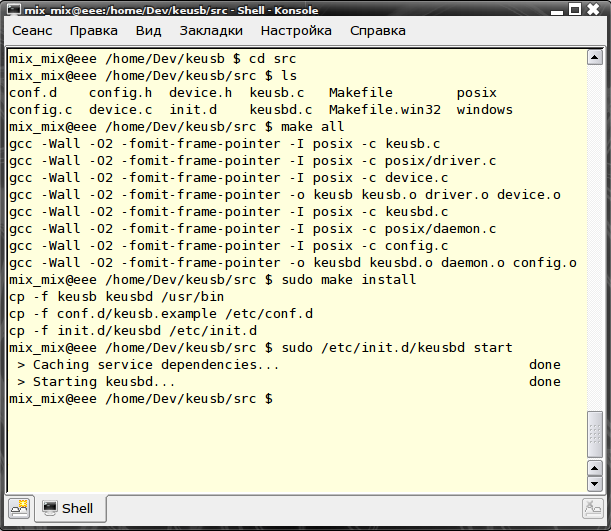 mix_mix@eee:/home/Dev/keusb/src - Shell - Konsole
Сеанс Правка Вид Закладки Настройка Справка
mix_mix@eee /home/Dev/keusb $ cd src
mix_mix@eee /home/Dev/keusb/src $ ls
conf.d    config.h  device.h  keusb.c   Makefile        posix
config.c  device.c  init.d    keusbd.c  Makefile.win32  windows
mix_mix@eee /home/Dev/keusb/src $ make all
gcc -Wall -O2 -fomit-frame-pointer -I posix -c keusb.c
gcc -Wall -O2 -fomit-frame-pointer -I posix -c posix/driver.c
gcc -Wall -O2 -fomit-frame-pointer -I posix -c device.c
gcc -Wall -O2 -fomit-frame-pointer -o keusb keusb.o driver.o device.o
gcc -Wall -O2 -fomit-frame-pointer -I posix -c keusbd.c
gcc -Wall -O2 -fomit-frame-pointer -I posix -c posix/daemon.c
gcc -Wall -O2 -fomit-frame-pointer -I posix -c config.c
gcc -Wall -O2 -fomit-frame-pointer -o keusbd keusbd.o daemon.o config.o
mix_mix@eee /home/Dev/keusb/src $ sudo make install
cp -f keusb keusbd /usr/bin
cp -f conf.d/keusb.example /etc/conf.d
cp -f init.d/keusbd /etc/init.d
mix_mix@eee /home/Dev/keusb/src $ sudo /etc/init.d/keusbd start
 > Caching service dependencies...                               done
 > Starting keusbd...                                            done
mix_mix@eee /home/Dev/keusb/src $
Shell